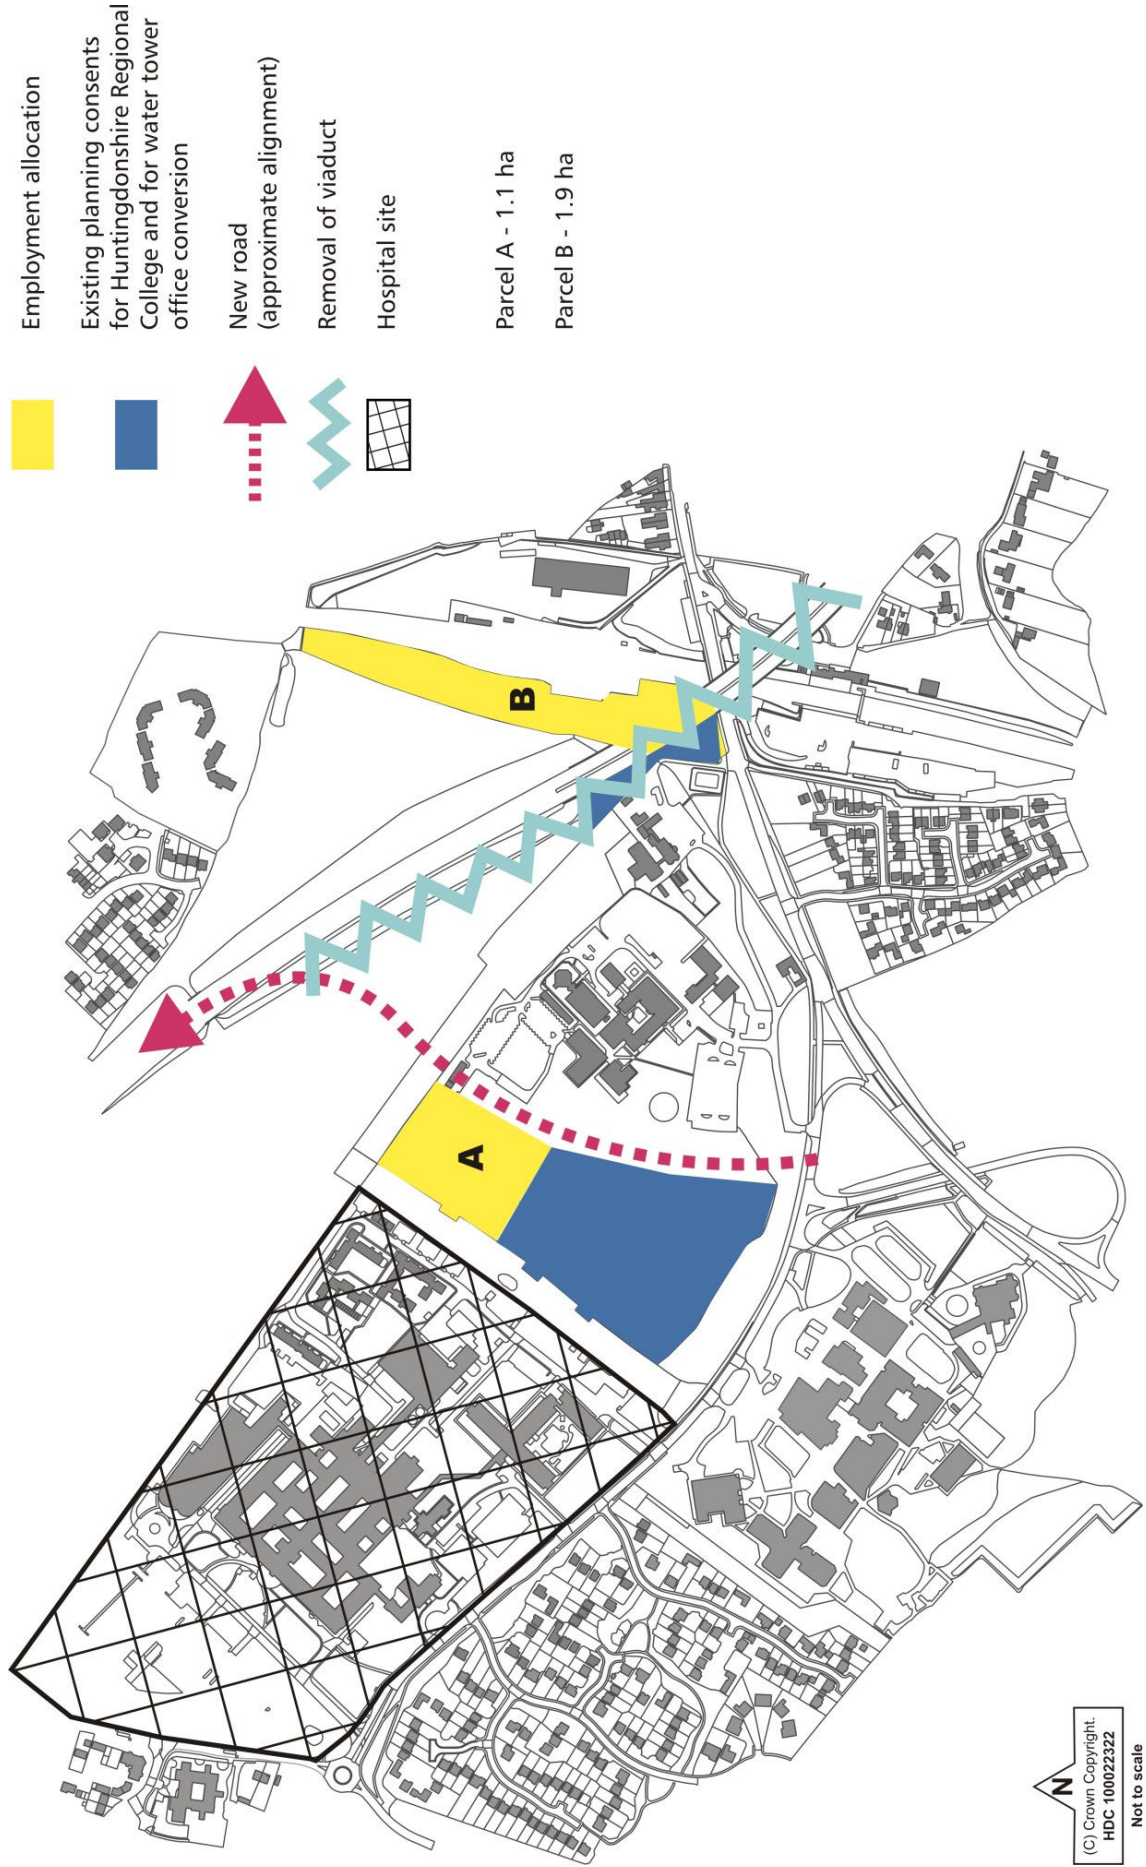 Employment allocation
Existing planning consents
for Huntingdonshire Regional
College and for water tower
office conversion
New road
(approximate alignment)
Removal of viaduct
Hospital site
Parcel A - 1.1 ha
Parcel B - 1.9 ha
B
A
N
(C) Crown Copyright.
HDC 100022322
Not to scale